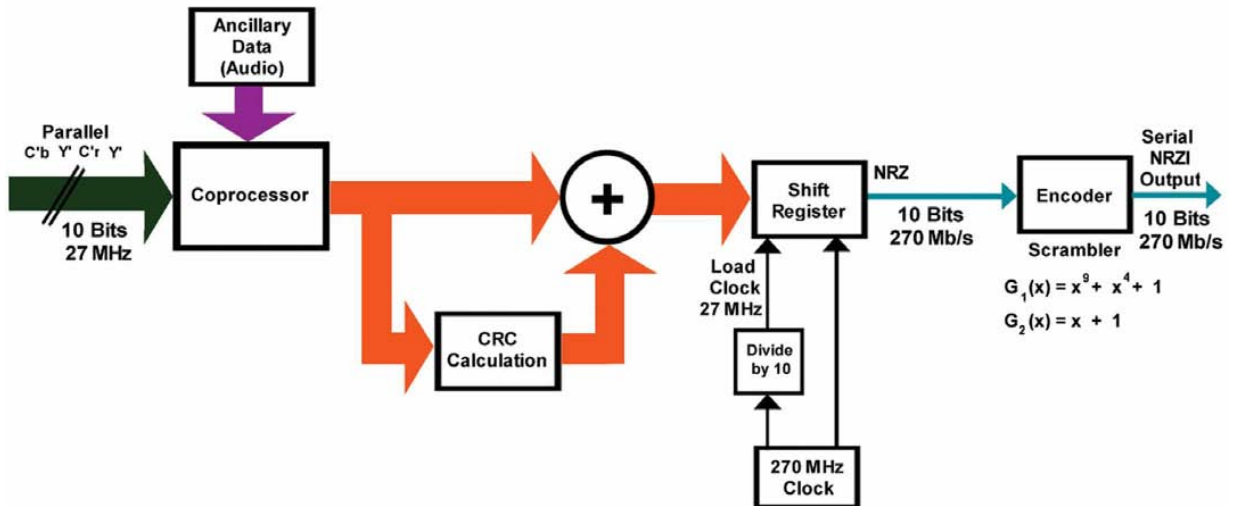 Ancillary
Data
(Audio)
Parallel
C'b Y' C'r Y'
10 Bits
27 MHz
Coprocessor
+
CRC
Calculation
Shift
Register
NRZ
10 Bits
270 Mb/s
Load
Clock
27 MHz
Divide
by 10
270 MHz
Clock
Encoder
Scrambler
G₁(x) = x⁹ + x⁴ + 1
G₂(x) = x + 1
Serial
NRZI
Output
10 Bits
270 Mb/s